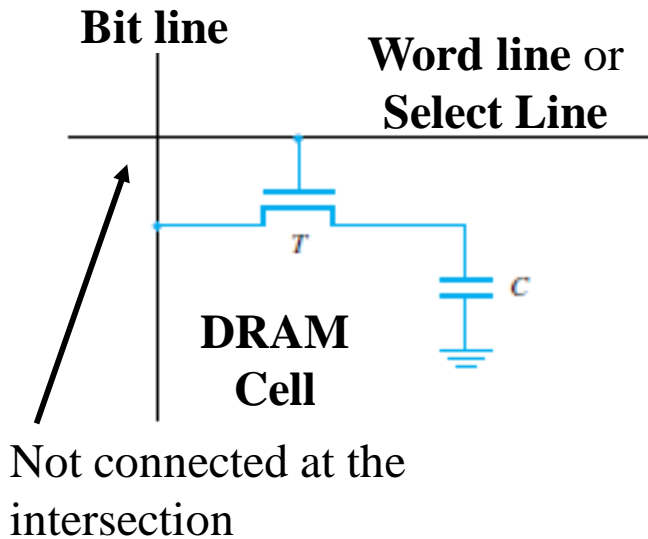 Bit line
Word line or
Select Line
T
C
DRAM
Cell
Not connected at the
intersection